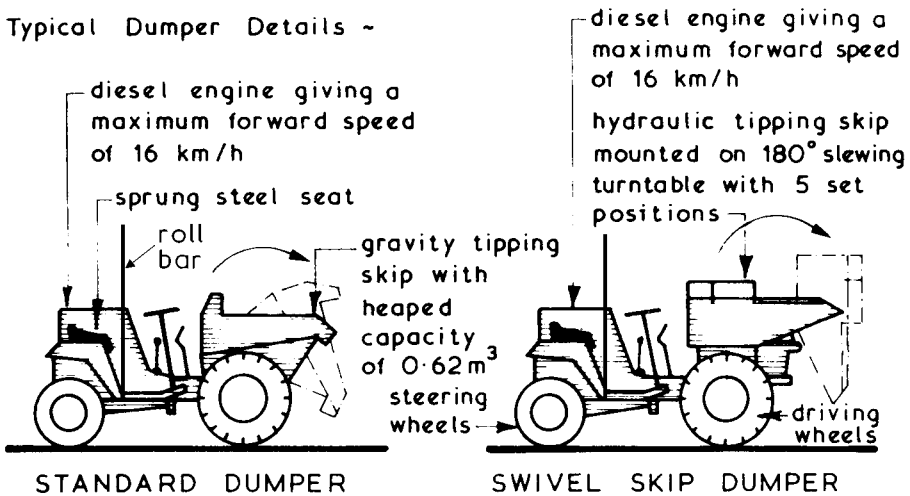 Typical Dumper Details ~
diesel engine giving a
maximum forward speed
of 16 km/h
sprung steel seat
roll
bar
gravity tipping
skip with
heaped
capacity
of 0·62m³
steering
wheels
STANDARD DUMPER
diesel engine giving a
maximum forward speed
of 16 km/h
hydraulic tipping skip
mounted on 180° slewing
turntable with 5 set
positions
driving
wheels
SWIVEL SKIP DUMPER